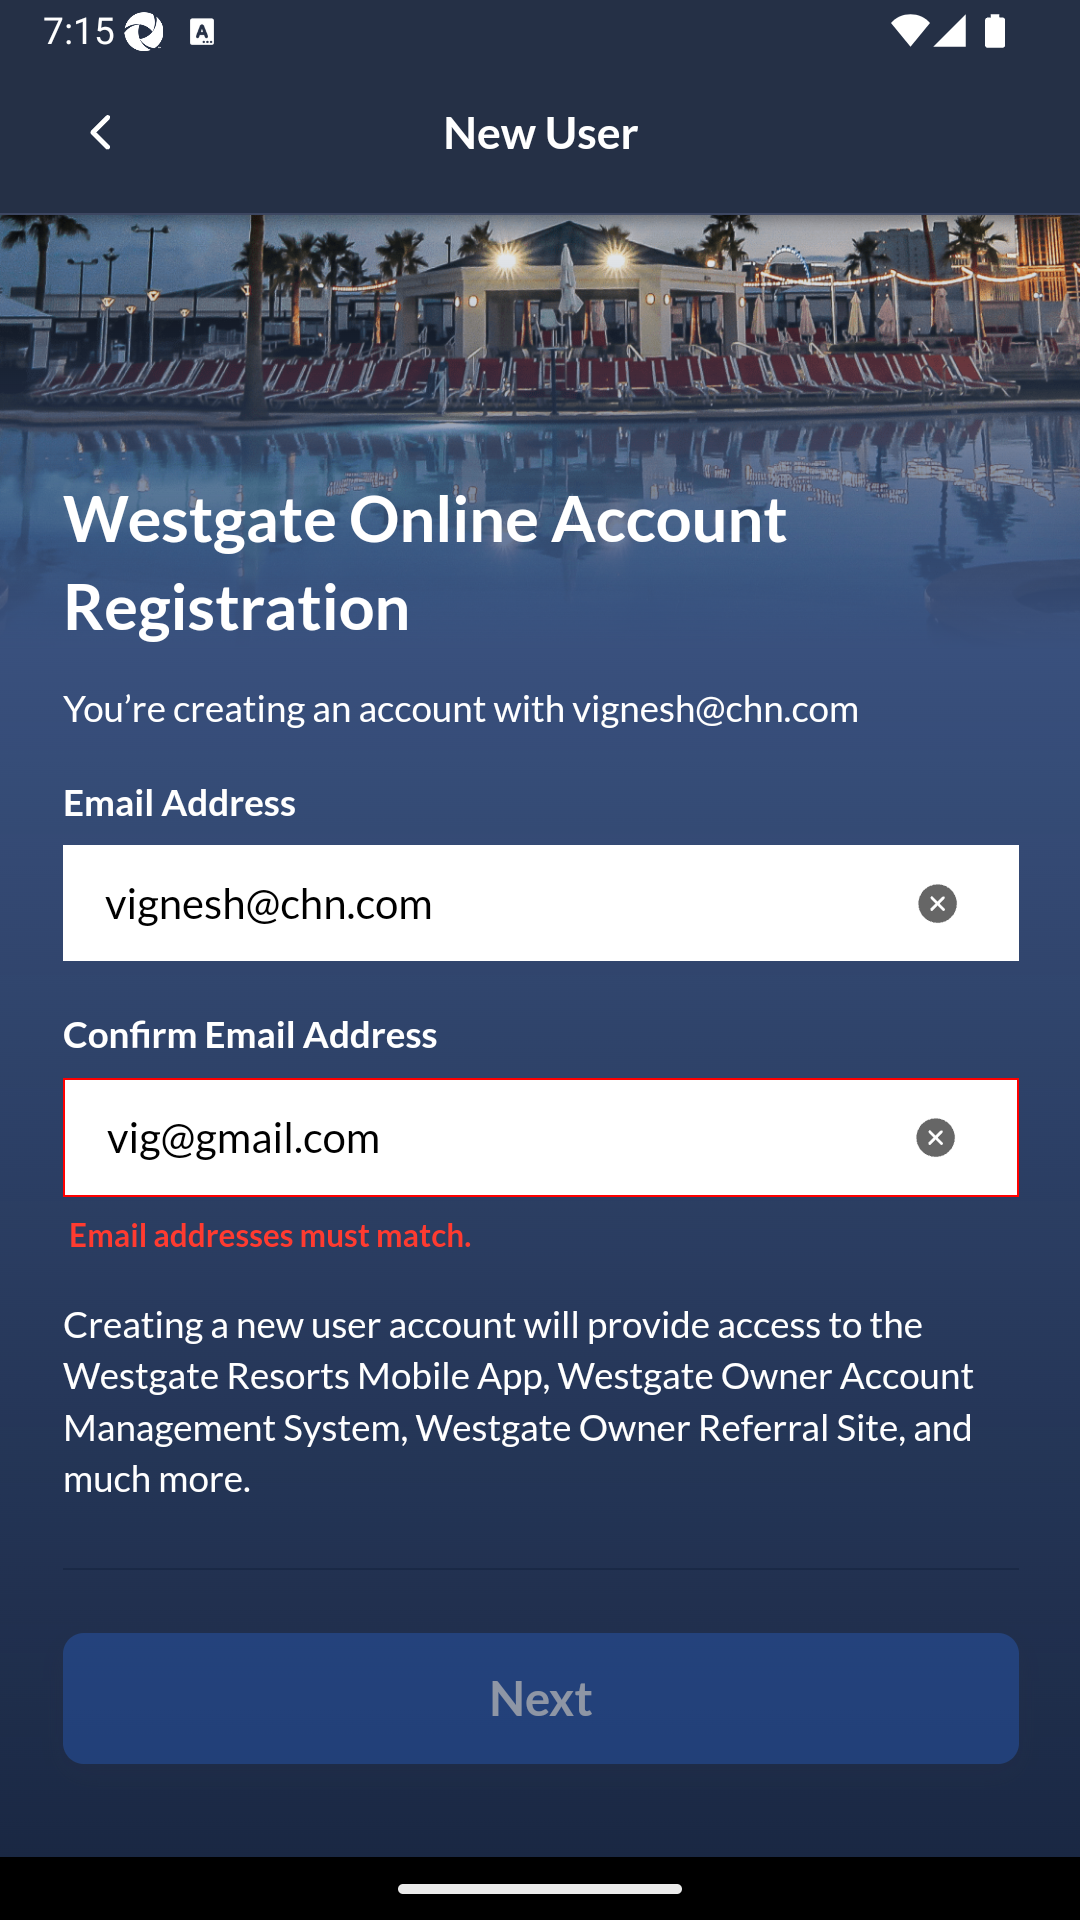 7:15
New User
Westgate Online Account
Registration
You’re creating an account with vignesh@chn.com
Email Address
vignesh@chn.com
Confirm Email Address
vig@gmail.com
Email addresses must match.
Creating a new user account will provide access to the
Westgate Resorts Mobile App, Westgate Owner Account
Management System, Westgate Owner Referral Site, and
much more.
Next